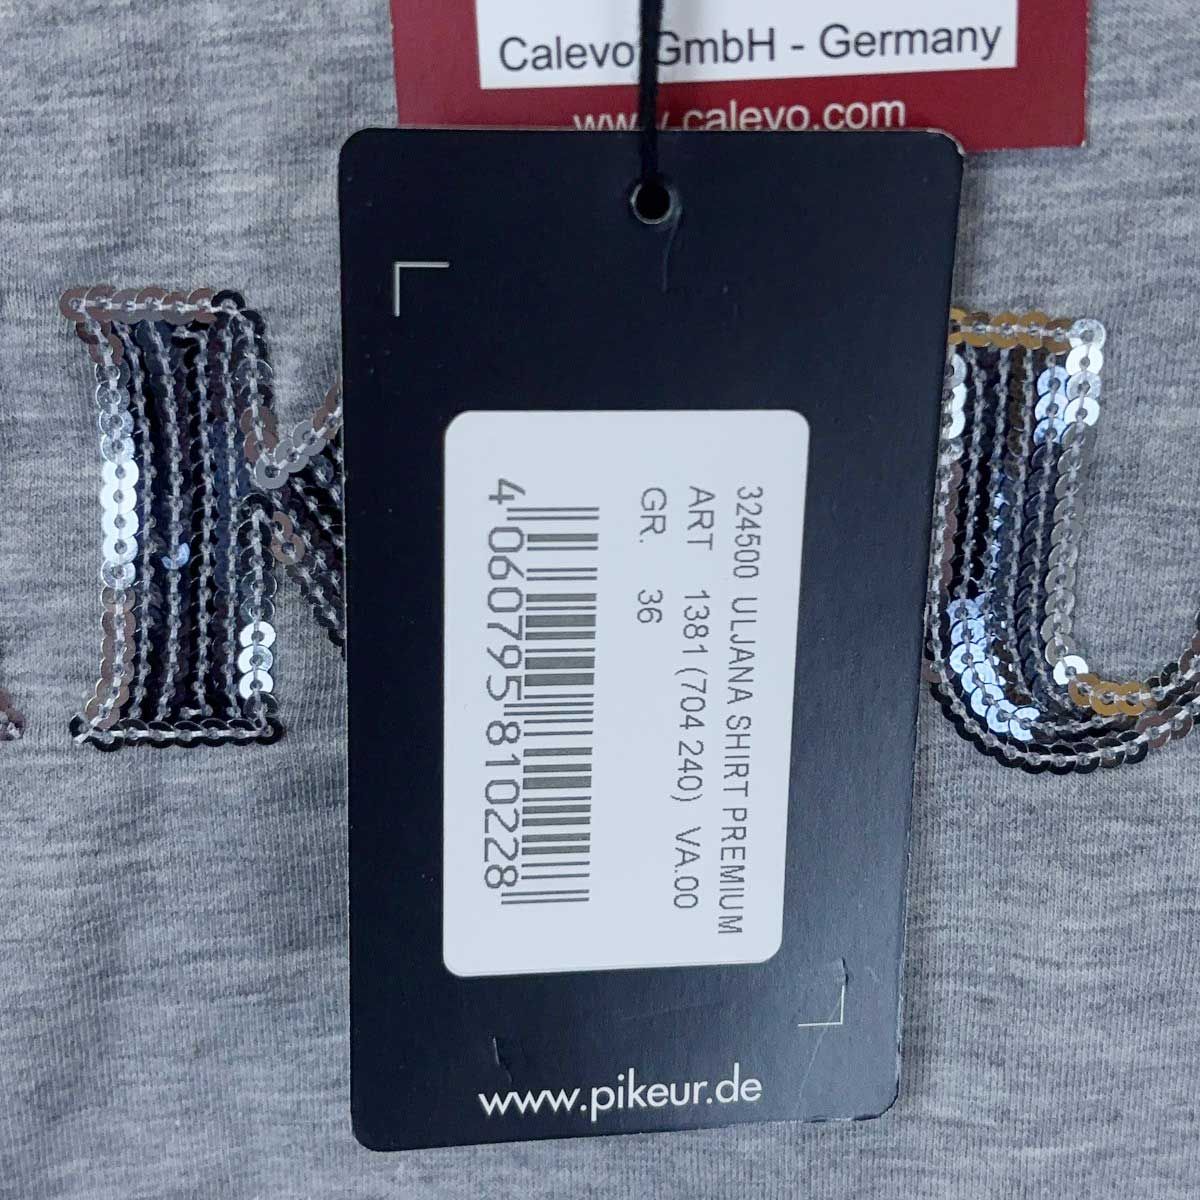 Calevo GmbH - Germany
www.calevo.com
324500 ULJANA SHIRT PREMIUM
ART 1381(704 240) VA.00
GR. 36
4 060795 810228
www.pikeur.de